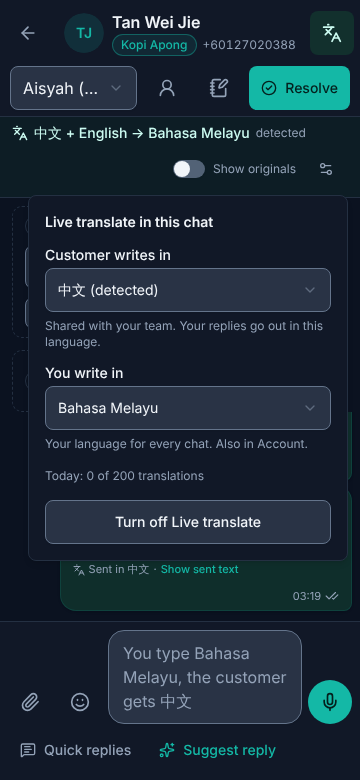 TJ
Tan Wei Jie
Kopi Apong +60127020388
Aisyah (...
Resolve
中文 + English → Bahasa Melayu detected
Show originals
Live translate in this chat
Customer writes in
中文 (detected)
Shared with your team. Your replies go out in this
language.
You write in
Bahasa Melayu
Your language for every chat. Also in Account.
Today: 0 of 200 translations
Turn off Live translate
Sent in 中文 · Show sent text
03:19
You type Bahasa
Melayu, the customer
gets 中文
Quick replies
Suggest reply